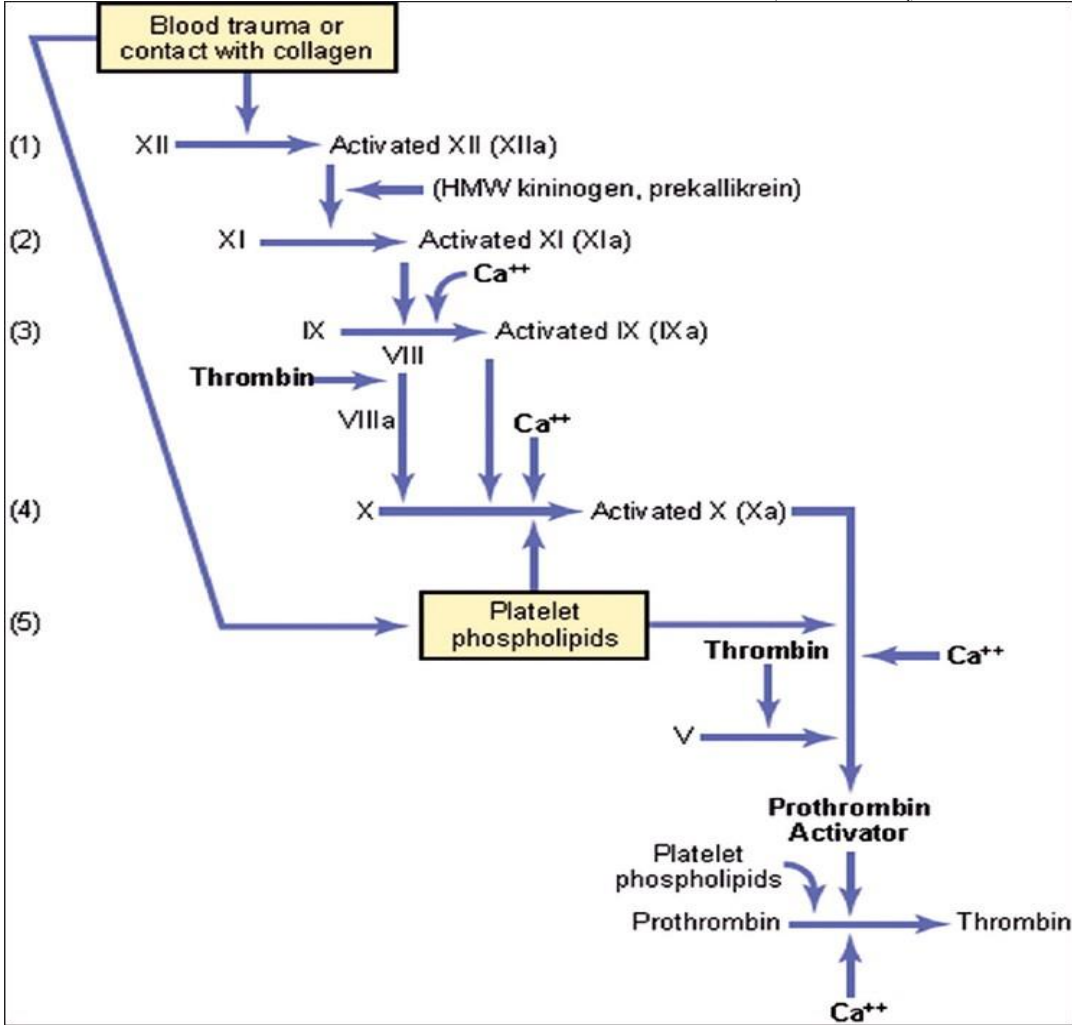 Blood trauma or
contact with collagen
(1) XII Activated XII (XIIa)
(HMW kininogen, prekallikrein)
(2) XI Activated XI (XIa)
Ca++
(3) IX Activated IX (IXa)
VIII
Thrombin
VIIIa Ca++
(4) X Activated X (Xa)
(5) Platelet
phospholipids
Thrombin Ca++
V
Prothrombin
Activator
Platelet
phospholipids
Prothrombin Thrombin
Ca++